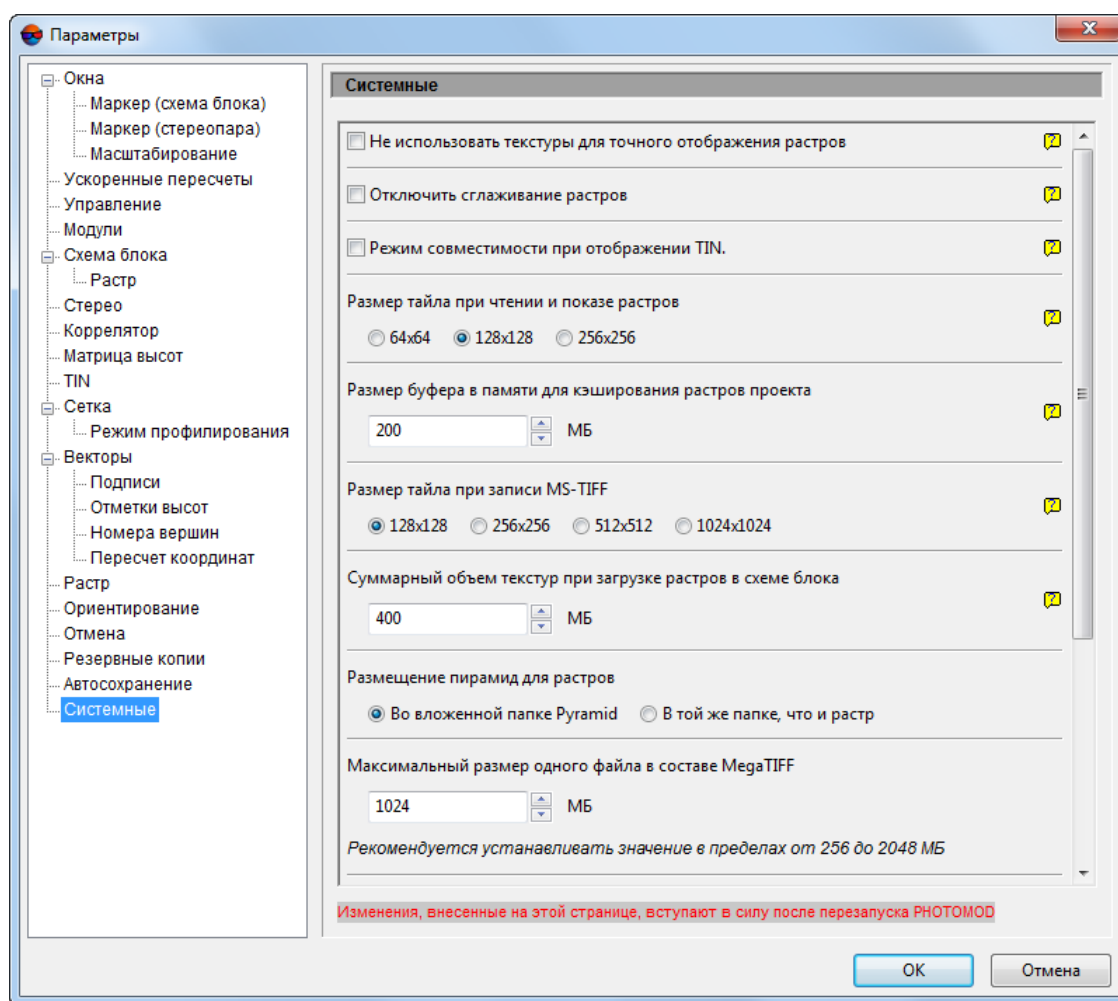 Параметры
Окна
Маркер (схема блока)
Маркер (стереопара)
Масштабирование
Ускоренные пересчеты
Управление
Модули
Схема блока
Растр
Стерео
Коррелятор
Матрица высот
TIN
Сетка
Режим профилирования
Векторы
Подписи
Отметки высот
Номера вершин
Пересчет координат
Растр
Ориентирование
Отмена
Резервные копии
Автосохранение
Системные
Системные
Не использовать текстуры для точного отображения растров
Отключить сглаживание растров
Режим совместимости при отображении TIN.
Размер тайла при чтении и показе растров
64x64 128x128 256x256
Размер буфера в памяти для кэширования растров проекта
200 МБ
Размер тайла при записи MS-TIFF
128x128 256x256 512x512 1024x1024
Суммарный объем текстур при загрузке растров в схеме блока
400 МБ
Размещение пирамид для растров
Во вложенной папке Pyramid В той же папке, что и растр
Максимальный размер одного файла в составе MegaTIFF
1024 МБ
Рекомендуется устанавливать значение в пределах от 256 до 2048 МБ
Изменения, внесенные на этой странице, вступают в силу после перезапуска PHOTOMOD
OK Отмена